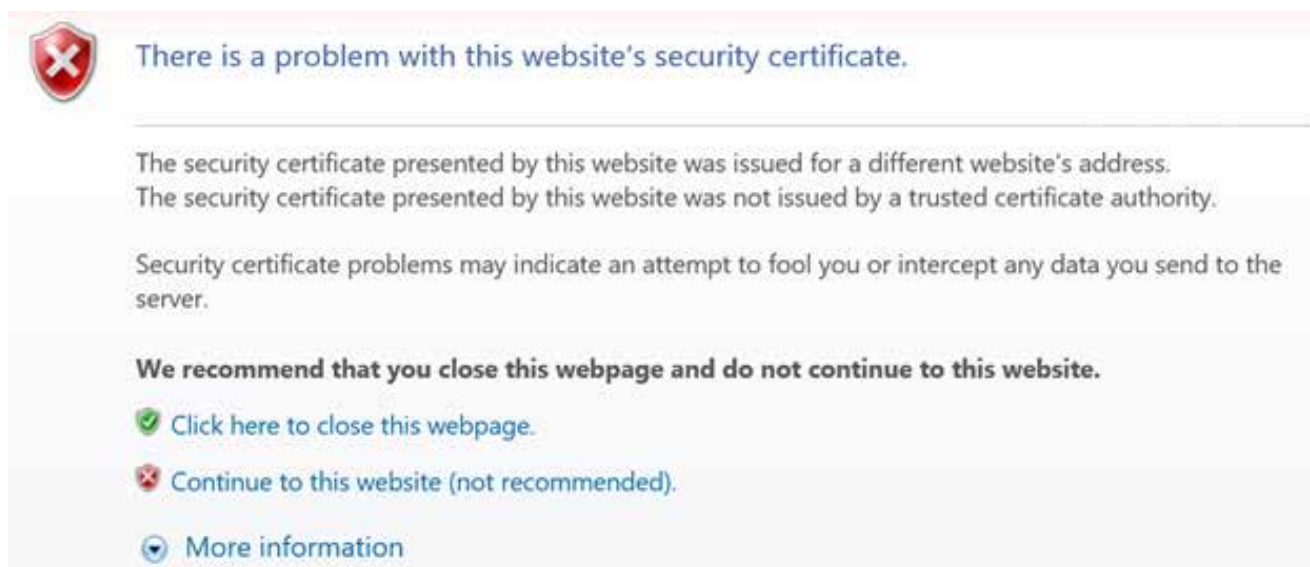 There is a problem with this website's security certificate.
The security certificate presented by this website was issued for a different website's address.
The security certificate presented by this website was not issued by a trusted certificate authority.
Security certificate problems may indicate an attempt to fool you or intercept any data you send to the
server.
We recommend that you close this webpage and do not continue to this website.
Click here to close this webpage.
Continue to this website (not recommended).
More information